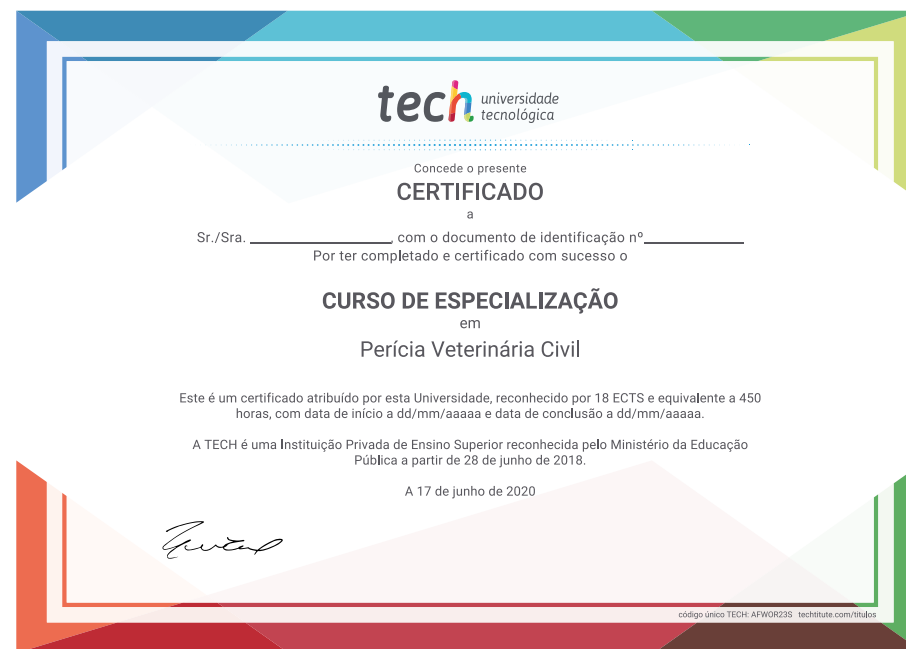 tech universidade
tecnológica
Concede o presente
CERTIFICADO
a
Sr./Sra. ____________________, com o documento de identificação nº______________
Por ter completado e certificado com sucesso o
CURSO DE ESPECIALIZAÇÃO
em
Perícia Veterinária Civil
Este é um certificado atribuído por esta Universidade, reconhecido por 18 ECTS e equivalente a 450
horas, com data de início a dd/mm/aaaaa e data de conclusão a dd/mm/aaaaa.
A TECH é uma Instituição Privada de Ensino Superior reconhecida pelo Ministério da Educação
Pública a partir de 28 de junho de 2018.
A 17 de junho de 2020
código único TECH: AFWOR23S techtitute.com/titulos